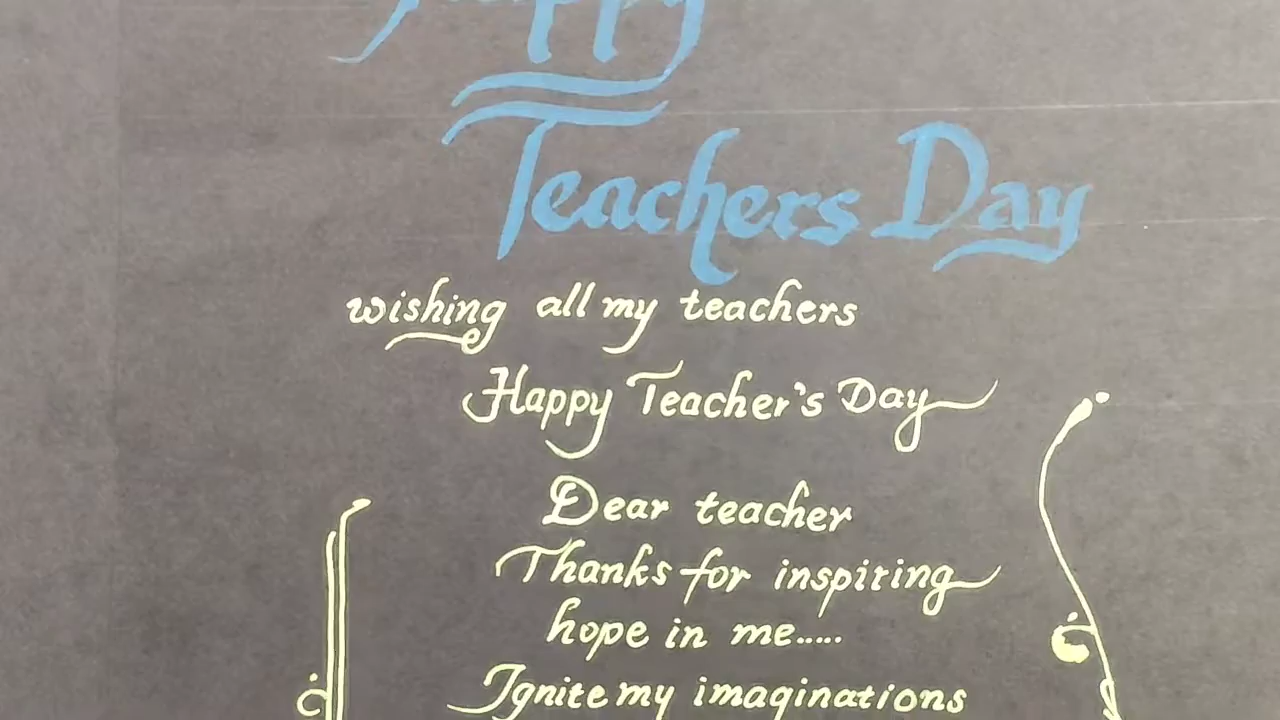 Happy
Teachers Day
wishing all my teachers
Happy Teacher's Day
Dear teacher
Thanks for inspiring
hope in me.....
Ignite my imaginations